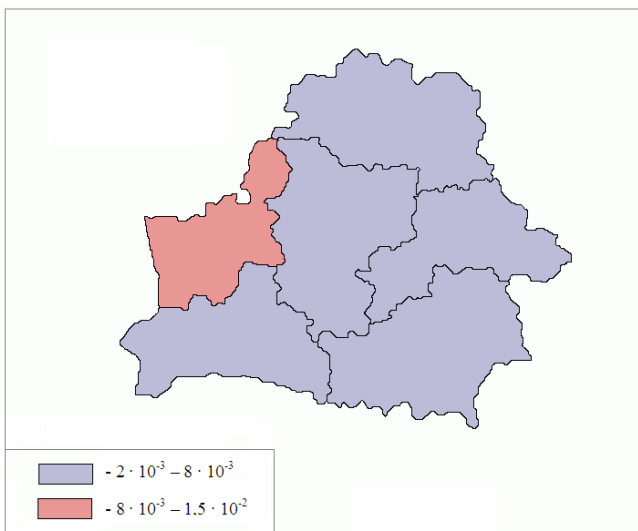 - 2 · 10⁻³ – 8 · 10⁻³
- 8 · 10⁻³ – 1,5 · 10⁻²